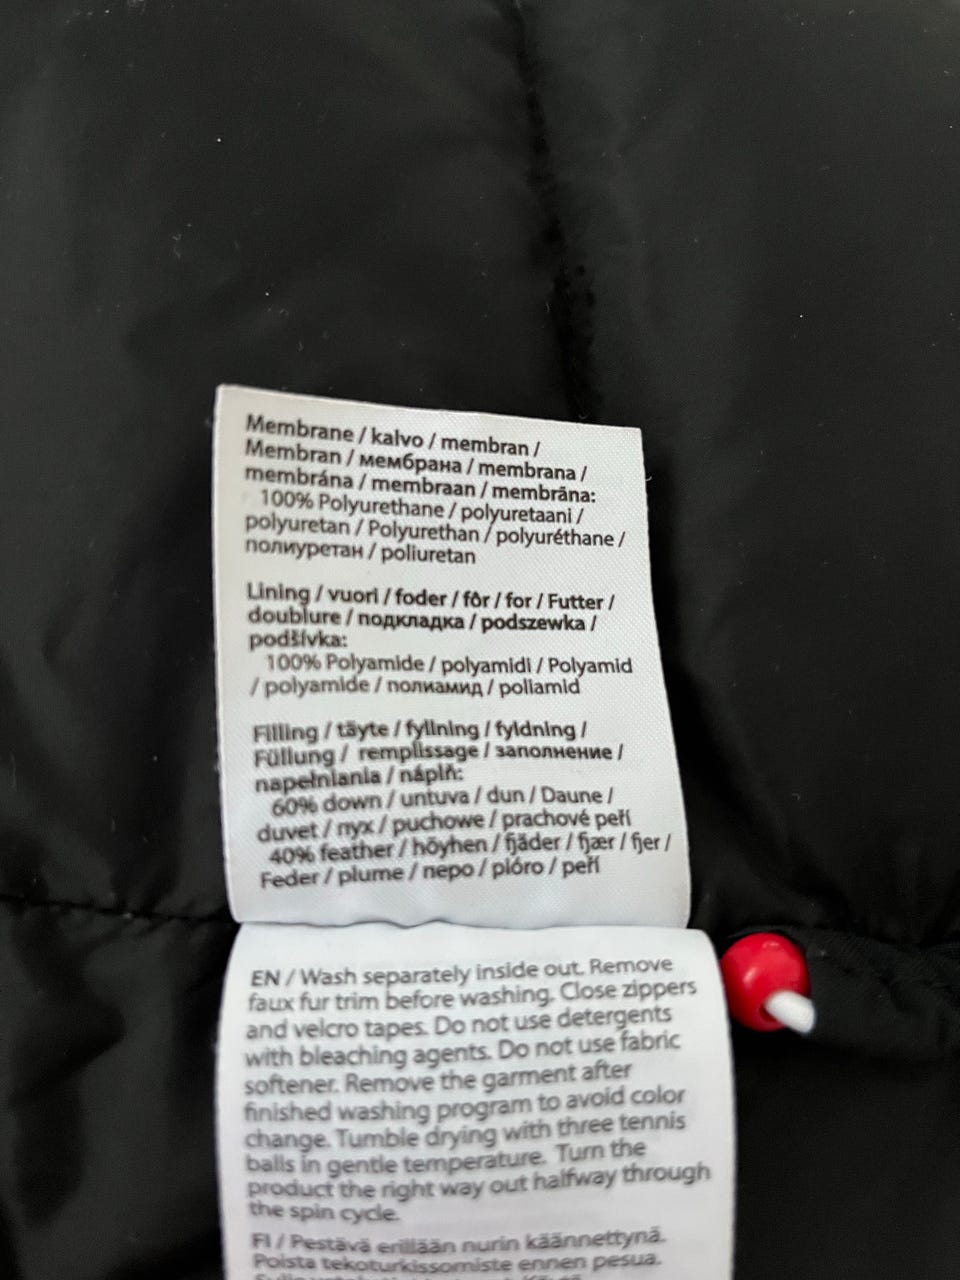 Membrane / kalvo / membran /
Membran / мембрана / membrana /
membrána / membraan / membrāna:
100% Polyurethane / polyuretaani /
polyuretan / Polyurethan / polyuréthane /
полиуретан / poliuretan
Lining / vuori / foder / fôr / for / Futter /
doublure / подкладка / podszewka /
podšívka:
100% Polyamide / polyamidi / Polyamid
/ polyamide / полиамид / poliamid
Filling / täyte / fyllning / fyldning /
Füllung / remplissage / заполнение /
napełniania / náplň:
60% down / untuva / dun / Daune /
duvet / пух / puchowe / prachové peří
40% feather / höyhen / fjäder / fjær / fjer /
Feder / plume / перо / pióro / peří
EN / Wash separately inside out. Remove
faux fur trim before washing. Close zippers
and velcro tapes. Do not use detergents
with bleaching agents. Do not use fabric
softener. Remove the garment after
finished washing program to avoid color
change. Tumble drying with three tennis
balls in gentle temperature. Turn the
product the right way out halfway through
the spin cycle.
FI / Pestävä erillään nurin käännettynä.
Poista tekoturkissomiste ennen pesua.